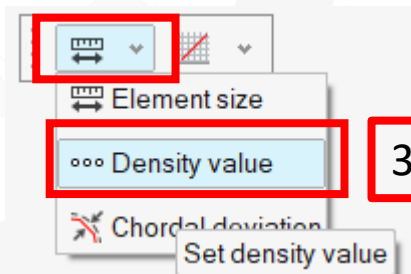 Element size
Density value
3
Chordal deviation
Set density value